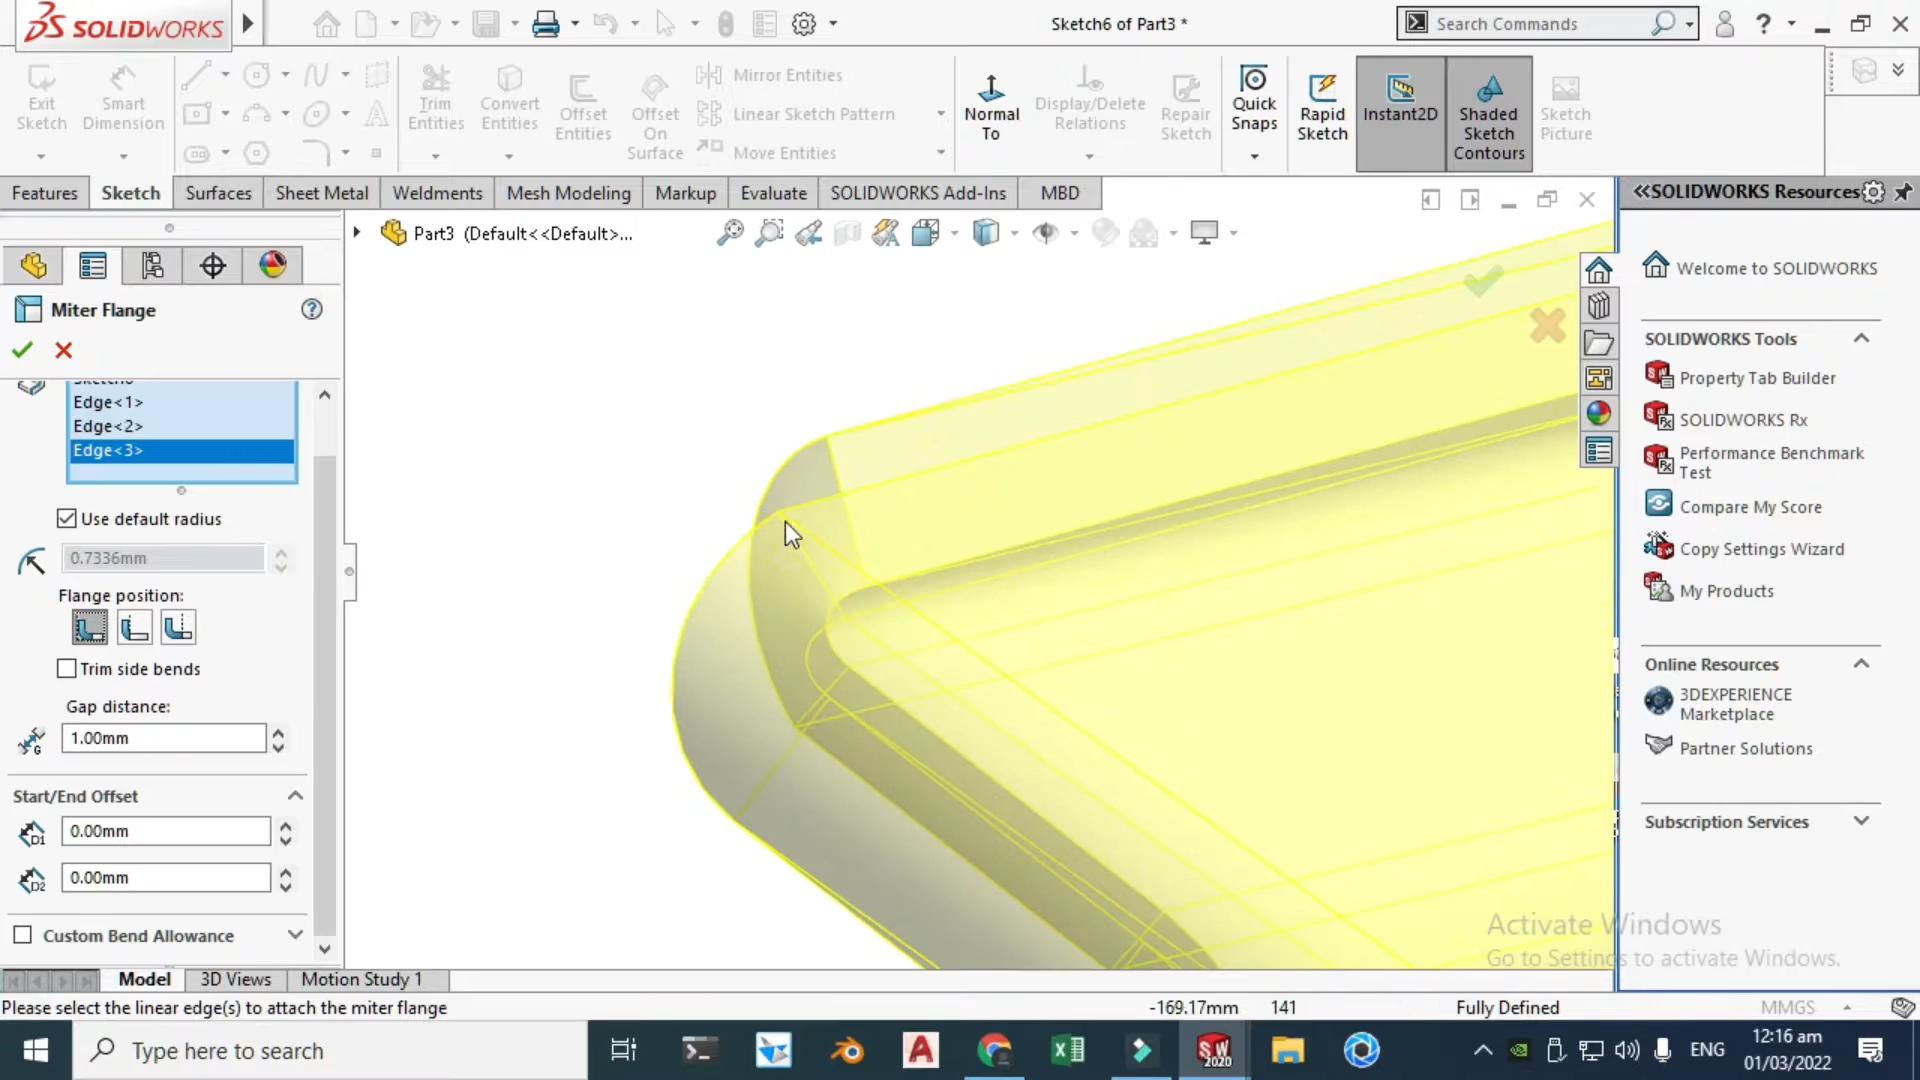 SOLIDWORKS
Sketch6 of Part3 *
Search Commands
?
Exit
Sketch
Smart
Dimension
Trim
Entities
Convert
Entities
Offset
Entities
Offset
On
Surface
Mirror Entities
Linear Sketch Pattern
Move Entities
Normal
To
Display/Delete
Relations
Repair
Sketch
Quick
Snaps
Rapid
Sketch
Instant2D
Shaded
Sketch
Contours
Sketch
Picture
Features
Sketch
Surfaces
Sheet Metal
Weldments
Mesh Modeling
Markup
Evaluate
SOLIDWORKS Add-Ins
MBD
Part3 (Default<<Default>...
Miter Flange
Edge<1>
Edge<2>
Edge<3>
Use default radius
0.7336mm
Flange position:
Trim side bends
Gap distance:
1.00mm
Start/End Offset
0.00mm
0.00mm
Custom Bend Allowance
SOLIDWORKS Resources
Welcome to SOLIDWORKS
SOLIDWORKS Tools
Property Tab Builder
SOLIDWORKS Rx
Performance Benchmark
Test
Compare My Score
Copy Settings Wizard
My Products
Online Resources
3DEXPERIENCE
Marketplace
Partner Solutions
Subscription Services
Activate Windows
Go to Settings to activate Windows.
Model
3D Views
Motion Study 1
Please select the linear edge(s) to attach the miter flange
-169.17mm
141
Fully Defined
MMGS
Type here to search
SW
2020
ENG
12:16 am
01/03/2022